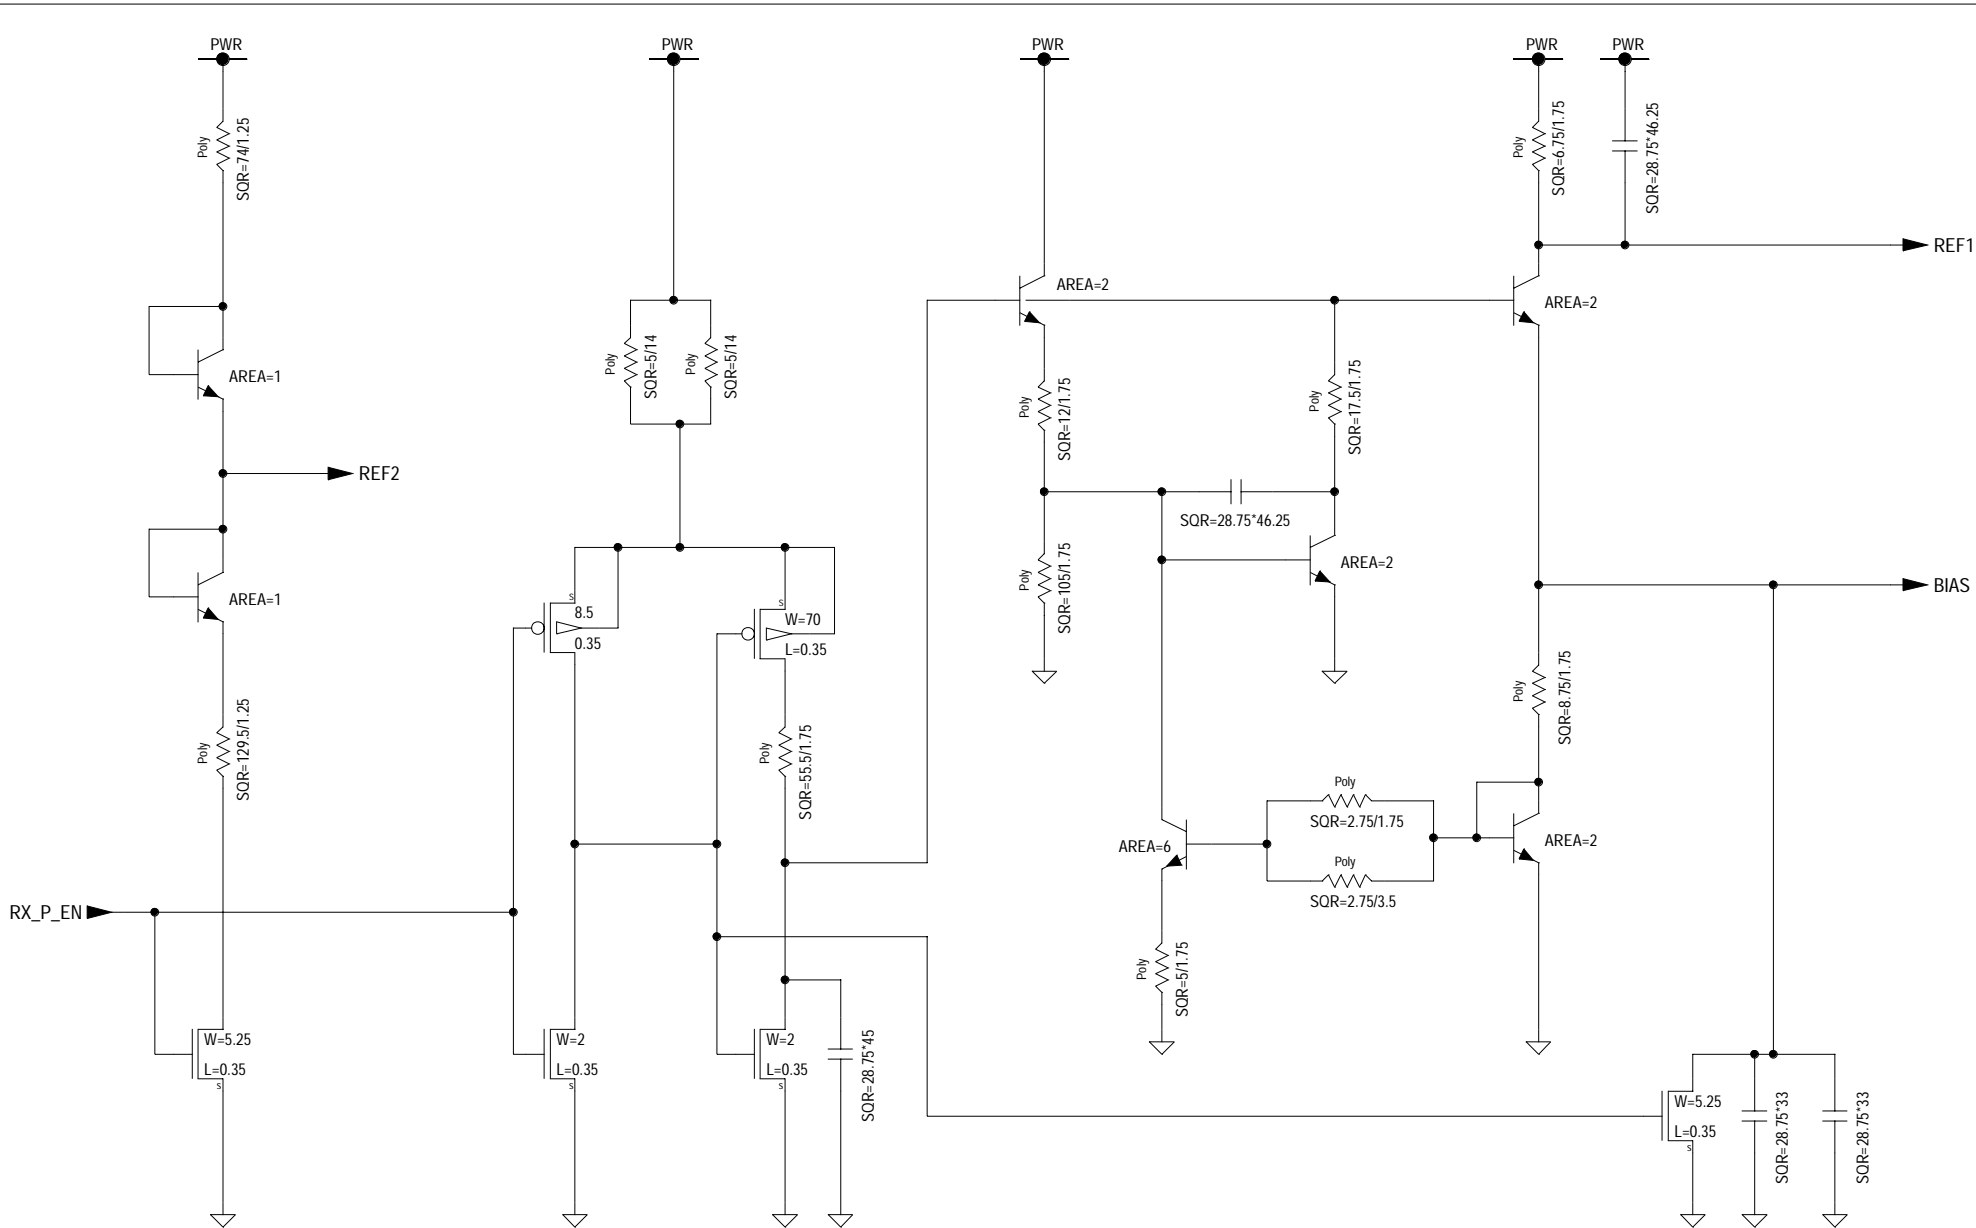 PWR
PWR
PWR
PWR
PWR
Poly
SQR=74/1.25
Poly
SQR=6.75/1.75
SQR=28.75*46.25
REF1
AREA=2
AREA=2
Poly
SQR=5/14
Poly
SQR=5/14
AREA=1
Poly
SQR=12/1.75
Poly
SQR=17.5/1.75
REF2
SQR=28.75*46.25
AREA=2
Poly
SQR=105/1.75
BIAS
AREA=1
s
8.5
0.35
s
W=70
L=0.35
Poly
SQR=8.75/1.75
Poly
SQR=129.5/1.25
Poly
SQR=55.5/1.75
Poly
SQR=2.75/1.75
AREA=6
AREA=2
Poly
SQR=2.75/3.5
RX_P_EN
Poly
SQR=5/1.75
W=5.25
L=0.35
s
W=2
L=0.35
s
W=2
L=0.35
s
SQR=28.75*45
W=5.25
L=0.35
s
SQR=28.75*33
SQR=28.75*33